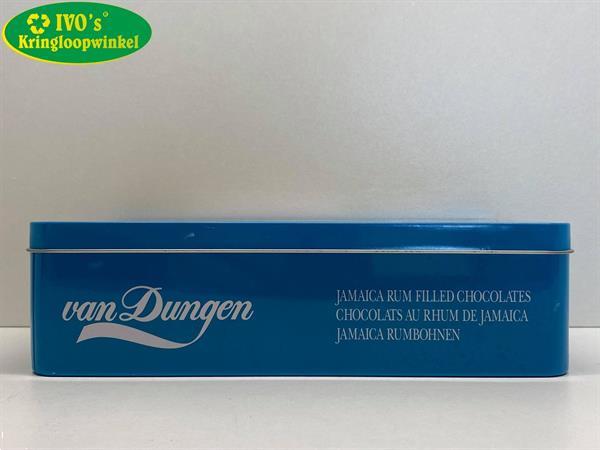 IVO's
Kringloopwinkel
van Dungen
JAMAICA RUM FILLED CHOCOLATES
CHOCOLATS AU RHUM DE JAMAICA
JAMAICA RUMBOHNEN